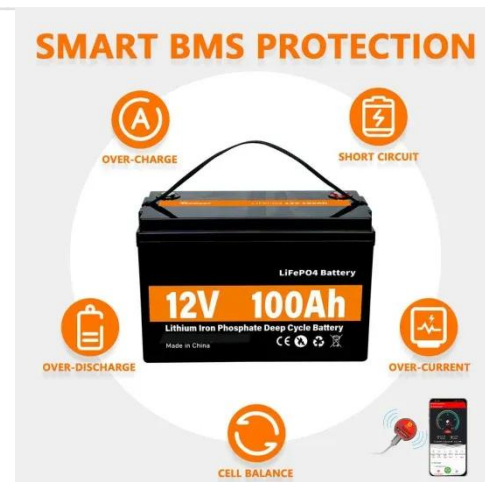 SMART BMS PROTECTION
OVER-CHARGE
SHORT CIRCUIT
LiFePO4 Battery
12V 100Ah
Lithium Iron Phosphate Deep Cycle Battery
Made in China
CE
OVER-DISCHARGE
OVER-CURRENT
CELL BALANCE